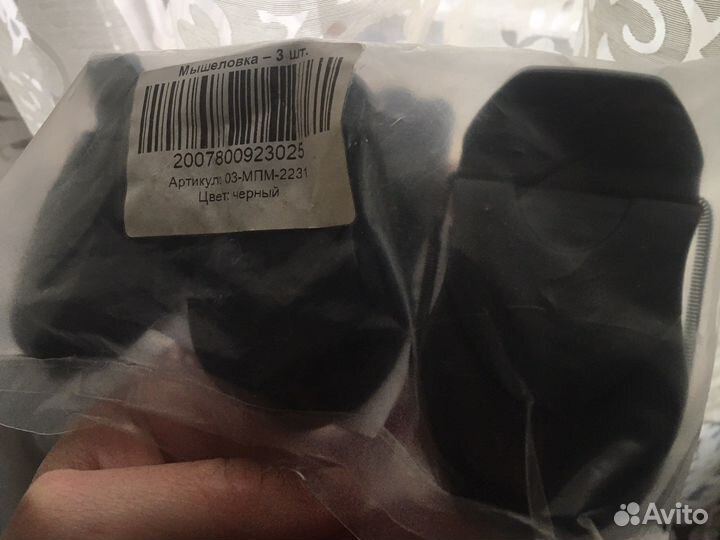 Мышеловка – 3 шт.
2007800923025
Артикул: 03-МПМ-2231
Цвет: черный
Avito